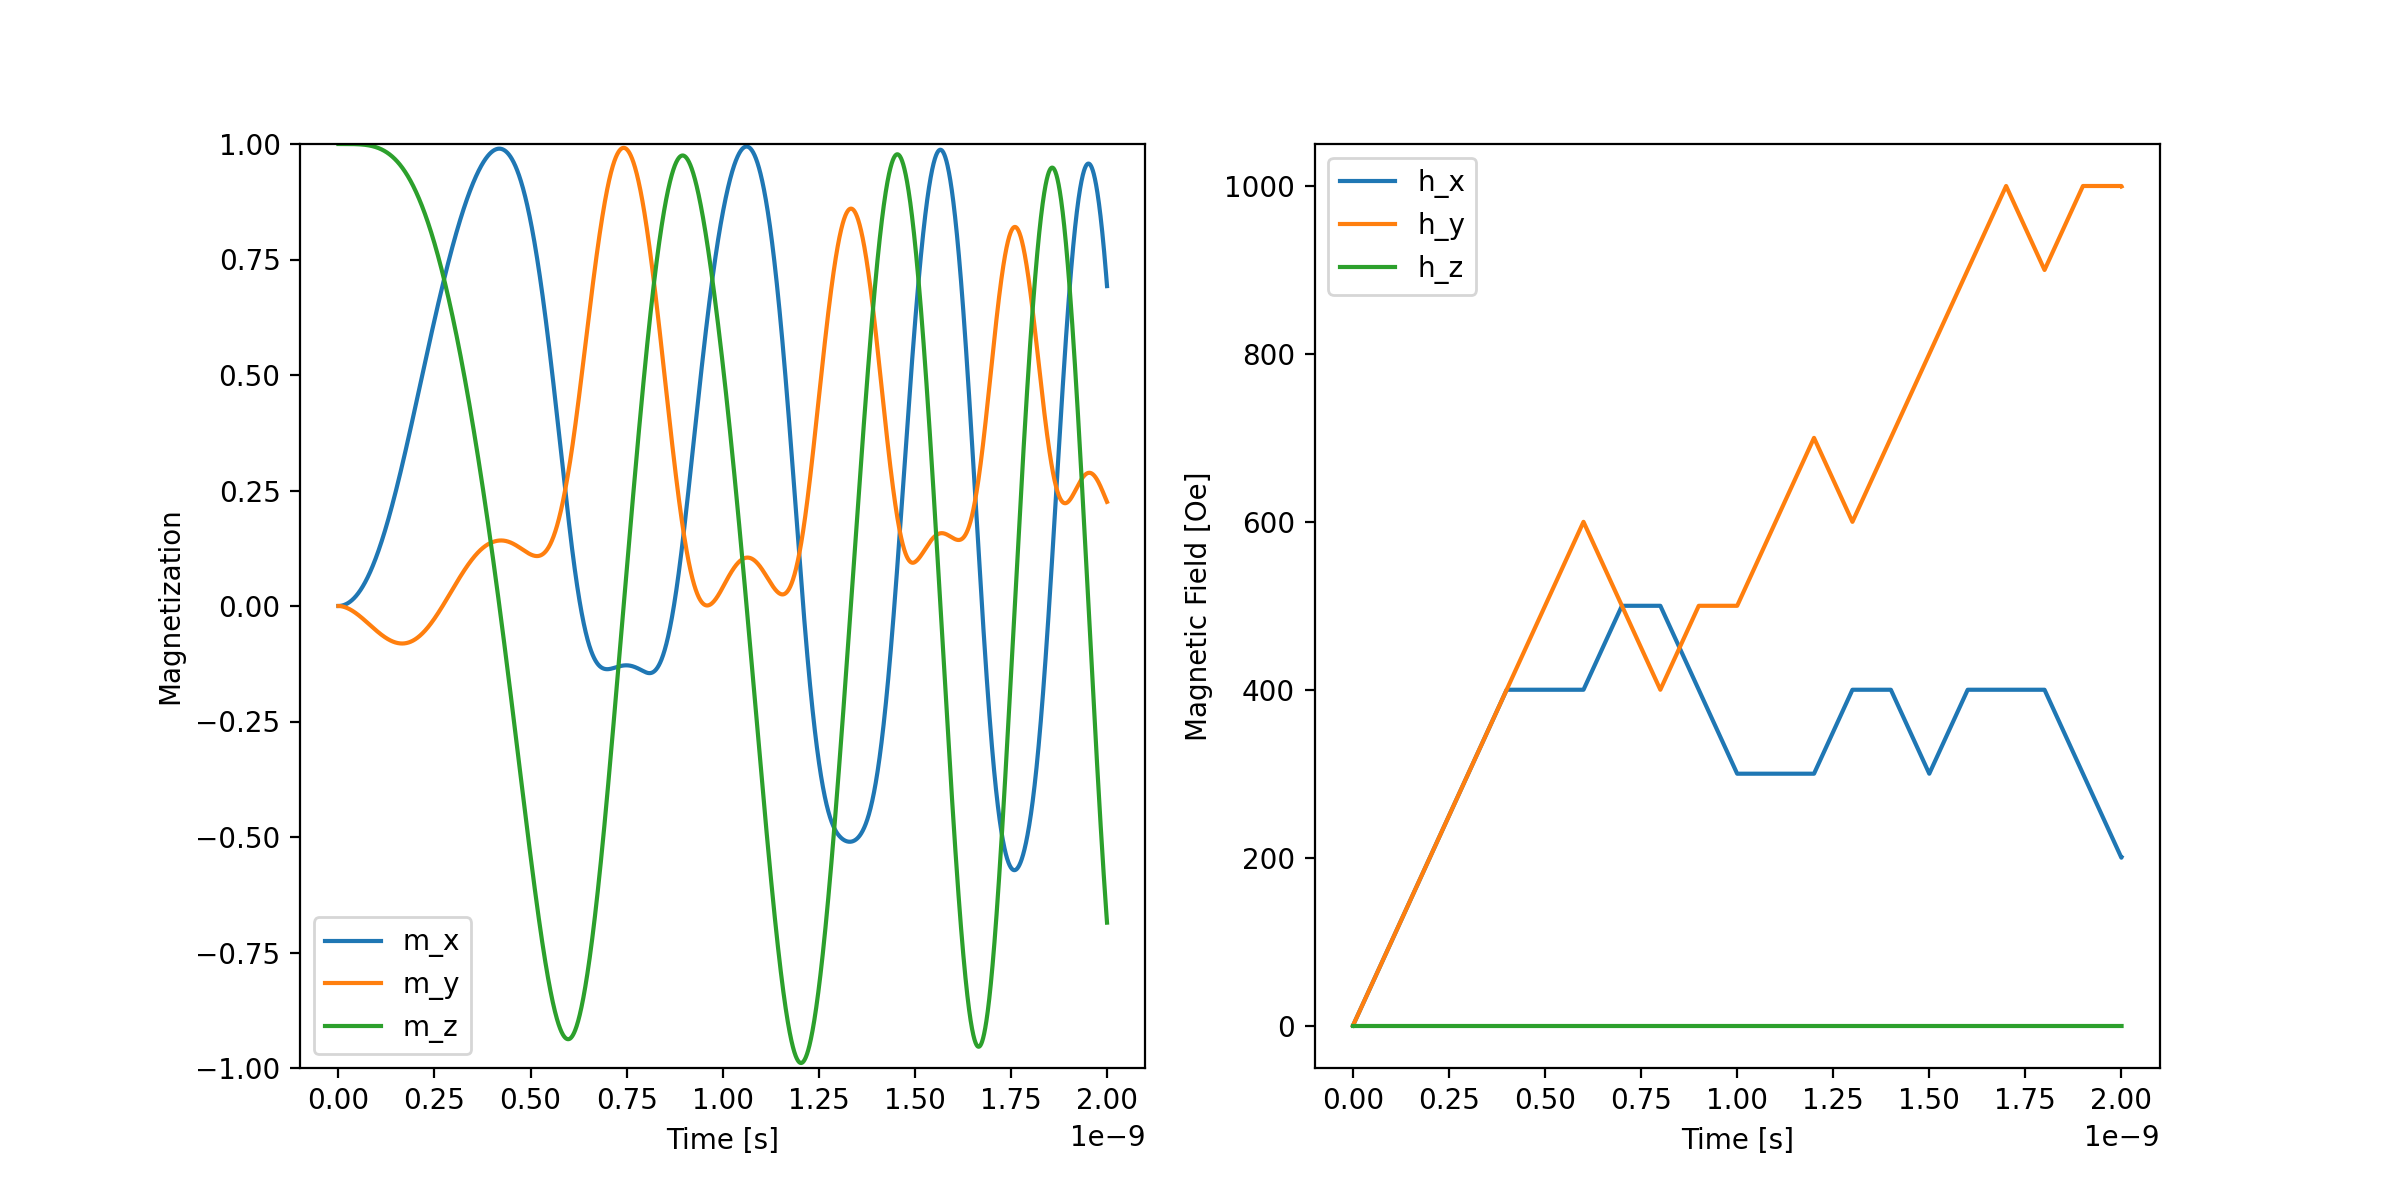 1.00
0.75
0.50
0.25
0.00
−0.25
−0.50
−0.75
−1.00
Magnetization
m_x
m_y
m_z
0.00 0.25 0.50 0.75 1.00 1.25 1.50 1.75 2.00
Time [s]
1e−9
1000
800
600
400
200
0
Magnetic Field [Oe]
h_x
h_y
h_z
0.00 0.25 0.50 0.75 1.00 1.25 1.50 1.75 2.00
Time [s]
1e−9